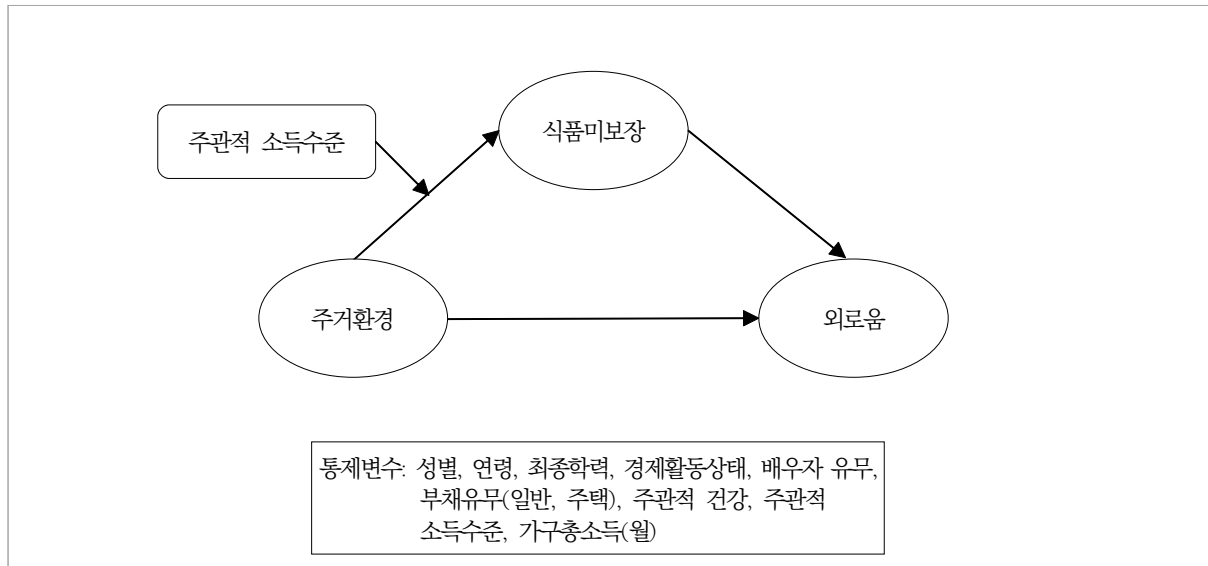 식품미보장
주관적 소득수준
주거환경
외로움
통제변수: 성별, 연령, 최종학력, 경제활동상태, 배우자 유무,
부채유무(일반, 주택), 주관적 건강, 주관적
소득수준, 가구총소득(월)